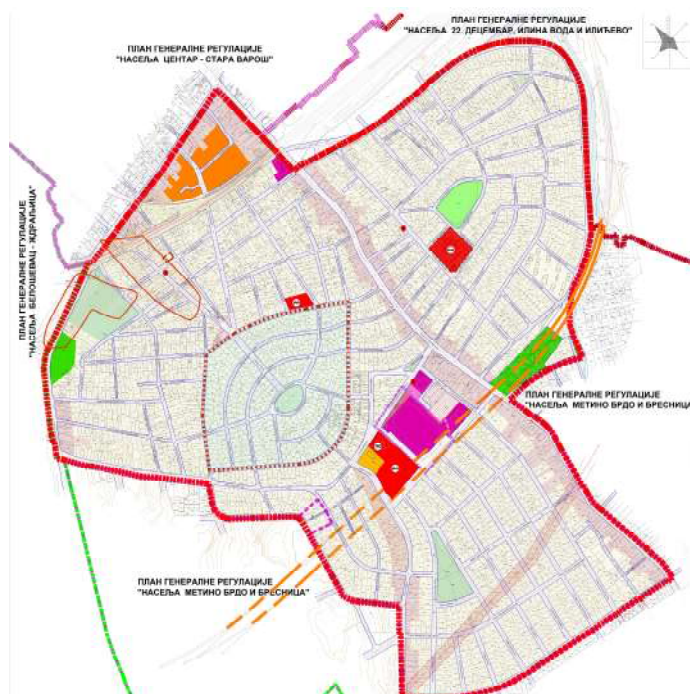 ПЛАН ГЕНЕРАЛНЕ РЕГУЛАЦИЈЕ
"НАСЕЉА 22. ДЕЦЕМБАР, ИЛИНА ВОДА И ИЛИЋЕВО"
ПЛАН ГЕНЕРАЛНЕ РЕГУЛАЦИЈЕ
"НАСЕЉА ЦЕНТАР - СТАРА ВАРОШ"
ПЛАН ГЕНЕРАЛНЕ РЕГУЛАЦИЈЕ
"НАСЕЉА БЕЛОШЕВАЦ - ЖДРАЉИЦА"
ПЛАН ГЕНЕРАЛНЕ РЕГУЛАЦИЈЕ
"НАСЕЉА МЕТИНО БРДО И БРЕСНИЦА
ПЛАН ГЕНЕРАЛНЕ РЕГУЛАЦИЈЕ
"НАСЕЉА МЕТИНО БРДО И БРЕСНИЦА"